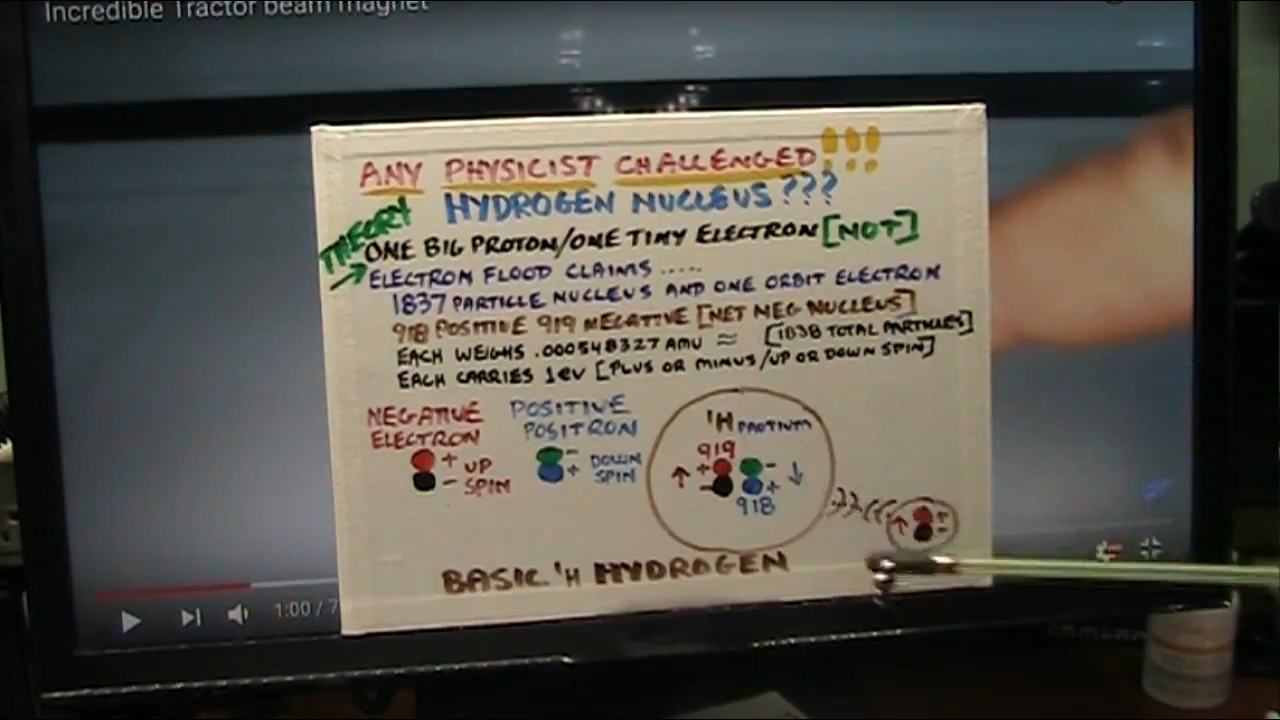 Incredible Tractor beam magnet
ANY PHYSICIST CHALLENGED!!!
HYDROGEN NUCLEUS???
THEORY
ONE BIG PROTON/ONE TINY ELECTRON [NOT]
ELECTRON FLOOD CLAIMS .....
1837 PARTICLE NUCLEUS AND ONE ORBIT ELECTRON
918 POSITIVE 919 NEGATIVE [NET NEG NUCLEUS]
EACH WEIGHS .000548327 AMU ≈ [1838 TOTAL PARTICLES]
EACH CARRIES 1ev [PLUS OR MINUS/UP OR DOWN SPIN]
NEGATIVE
ELECTRON
+ UP
- SPIN
POSITIVE
POSITRON
- DOWN
+ SPIN
¹H PROTIUM
919
+ -
- +
918
+
-
BASIC ¹H HYDROGEN
1:00 / 7